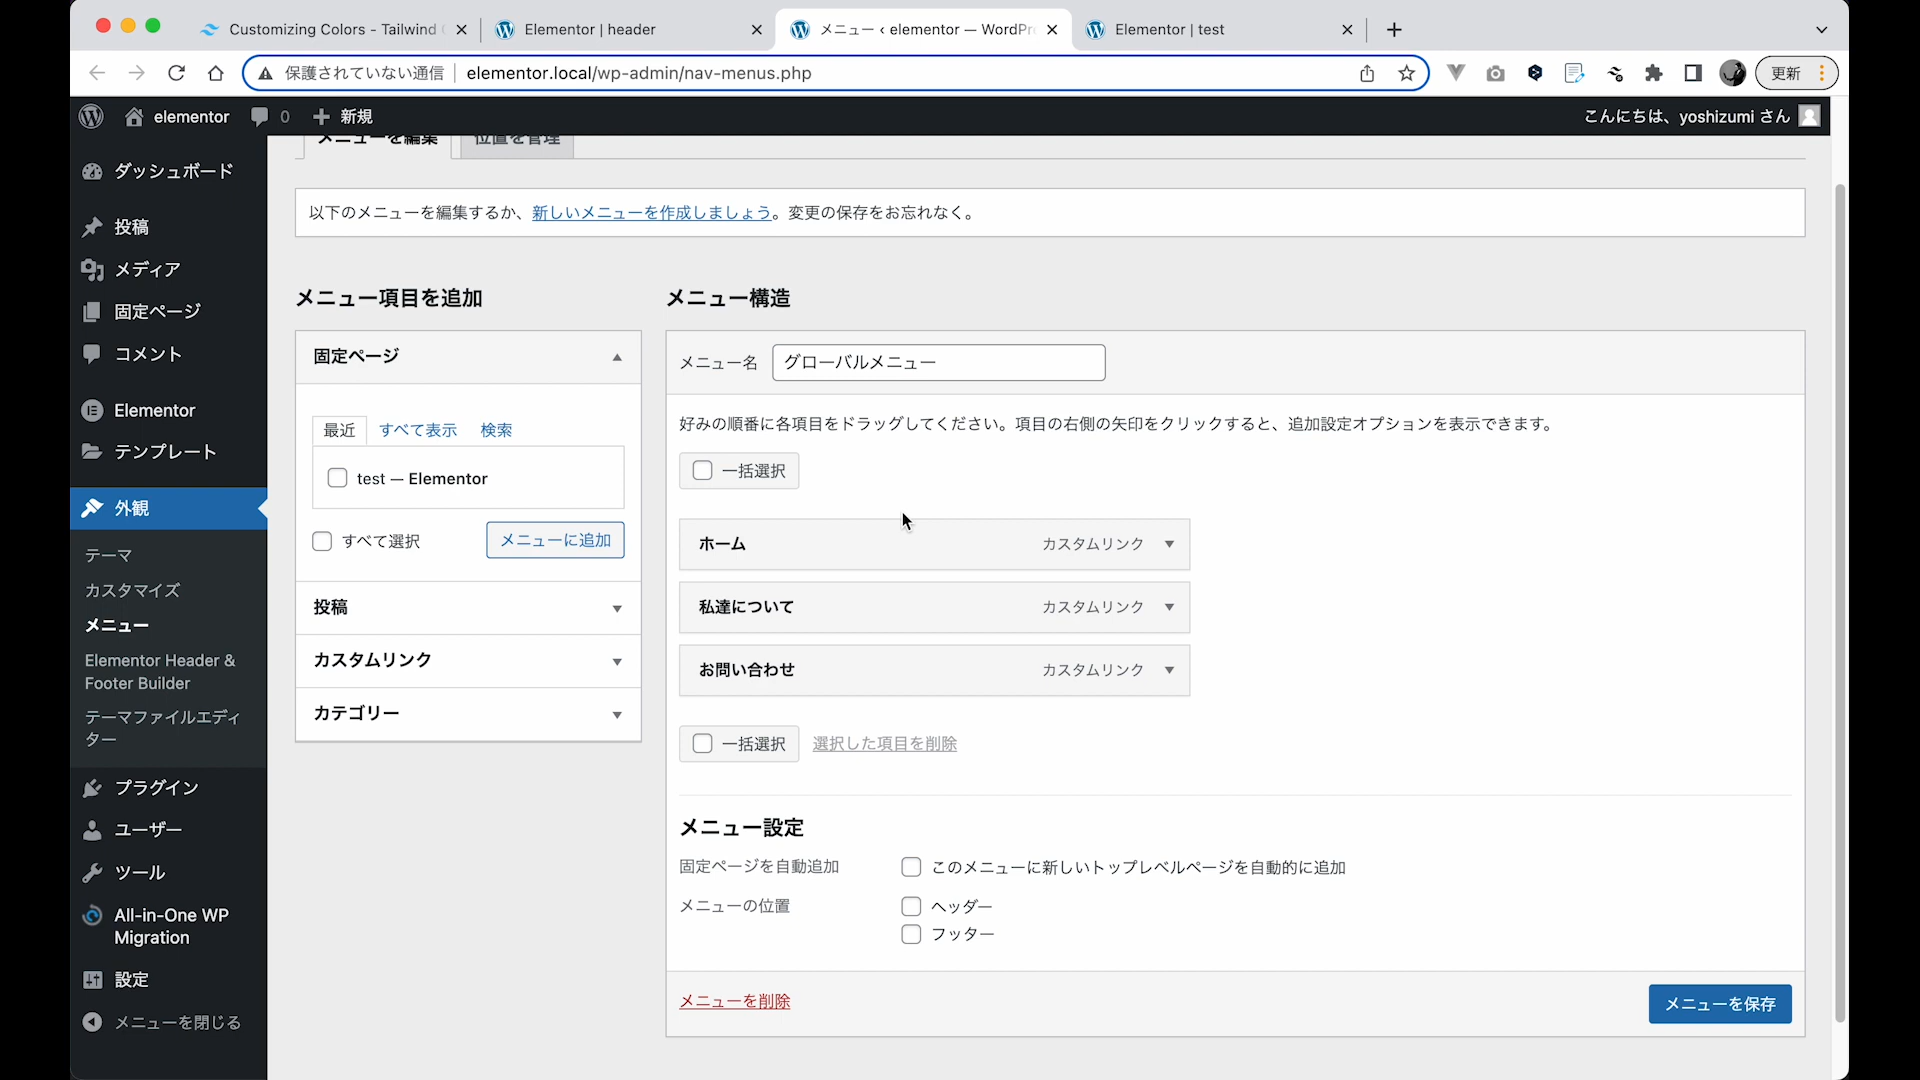 Customizing Colors - Tailwind
Elementor | header
メニュー ‹ elementor — WordPr
Elementor | test
保護されていない通信
elementor.local/wp-admin/nav-menus.php
更新
elementor
0
新規
こんにちは、yoshizumi さん
ダッシュボード
投稿
メディア
固定ページ
コメント
Elementor
テンプレート
外観
テーマ
カスタマイズ
メニュー
Elementor Header &
Footer Builder
テーマファイルエディ
ター
プラグイン
ユーザー
ツール
All-in-One WP
Migration
設定
メニューを閉じる
メニューを編集
位置を管理
以下のメニューを編集するか、新しいメニューを作成しましょう。変更の保存をお忘れなく。
メニュー項目を追加
固定ページ
最近
すべて表示
検索
test — Elementor
すべて選択
メニューに追加
投稿
カスタムリンク
カテゴリー
メニュー構造
メニュー名
グローバルメニュー
好みの順番に各項目をドラッグしてください。項目の右側の矢印をクリックすると、追加設定オプションを表示できます。
一括選択
ホーム
カスタムリンク
私達について
カスタムリンク
お問い合わせ
カスタムリンク
一括選択
選択した項目を削除
メニュー設定
固定ページを自動追加
このメニューに新しいトップレベルページを自動的に追加
メニューの位置
ヘッダー
フッター
メニューを削除
メニューを保存